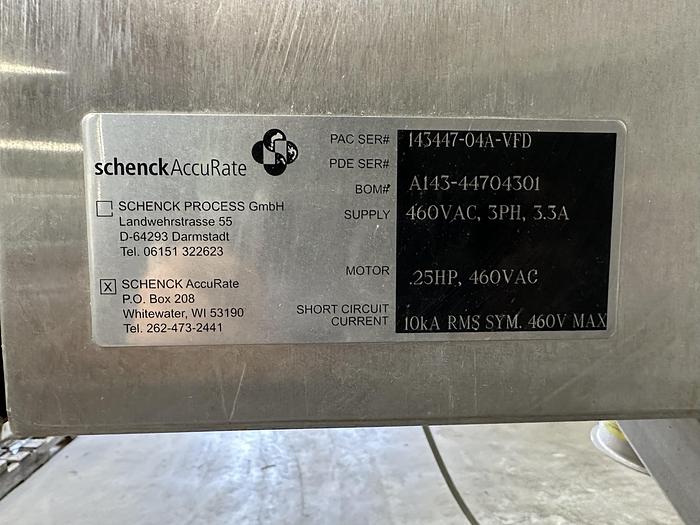 schenck AccuRate
SCHENCK PROCESS GmbH
Landwehrstrasse 55
D-64293 Darmstadt
Tel. 06151 322623
X SCHENCK AccuRate
P.O. Box 208
Whitewater, WI 53190
Tel. 262-473-2441
PAC SER# 143447-04A-VFD
PDE SER#
BOM# A143-44704301
SUPPLY 460VAC, 3PH, 3.3A
MOTOR .25HP, 460VAC
SHORT CIRCUIT
CURRENT 10kA RMS SYM. 460V MAX